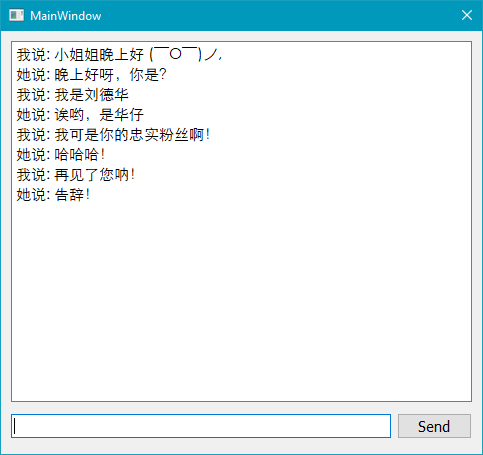 MainWindow
我说: 小姐姐晚上好 (￣O￣)ノ,
她说: 晚上好呀，你是?
我说: 我是刘德华
她说: 诶哟，是华仔
我说: 我可是你的忠实粉丝啊!
她说: 哈哈哈!
我说: 再见了您呐!
她说: 告辞!
Send